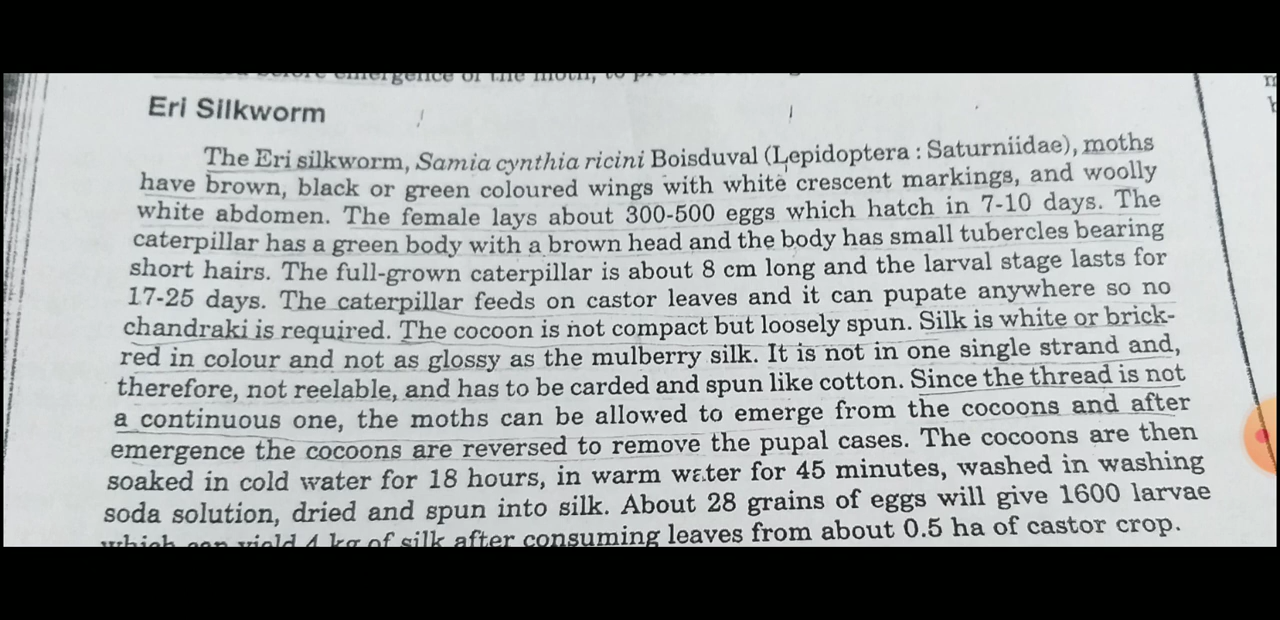 before emergence of the moth, to
Eri Silkworm
The Eri silkworm, Samia cynthia ricini Boisduval (Lepidoptera : Saturniidae), moths
have brown, black or green coloured wings with white crescent markings, and woolly
white abdomen. The female lays about 300-500 eggs which hatch in 7-10 days. The
caterpillar has a green body with a brown head and the body has small tubercles bearing
short hairs. The full-grown caterpillar is about 8 cm long and the larval stage lasts for
17-25 days. The caterpillar feeds on castor leaves and it can pupate anywhere so no
chandraki is required. The cocoon is not compact but loosely spun. Silk is white or brick-
red in colour and not as glossy as the mulberry silk. It is not in one single strand and,
therefore, not reelable, and has to be carded and spun like cotton. Since the thread is not
a continuous one, the moths can be allowed to emerge from the cocoons and after
emergence the cocoons are reversed to remove the pupal cases. The cocoons are then
soaked in cold water for 18 hours, in warm water for 45 minutes, washed in washing
soda solution, dried and spun into silk. About 28 grains of eggs will give 1600 larvae
which can yield 4 kg of silk after consuming leaves from about 0.5 ha of castor crop.